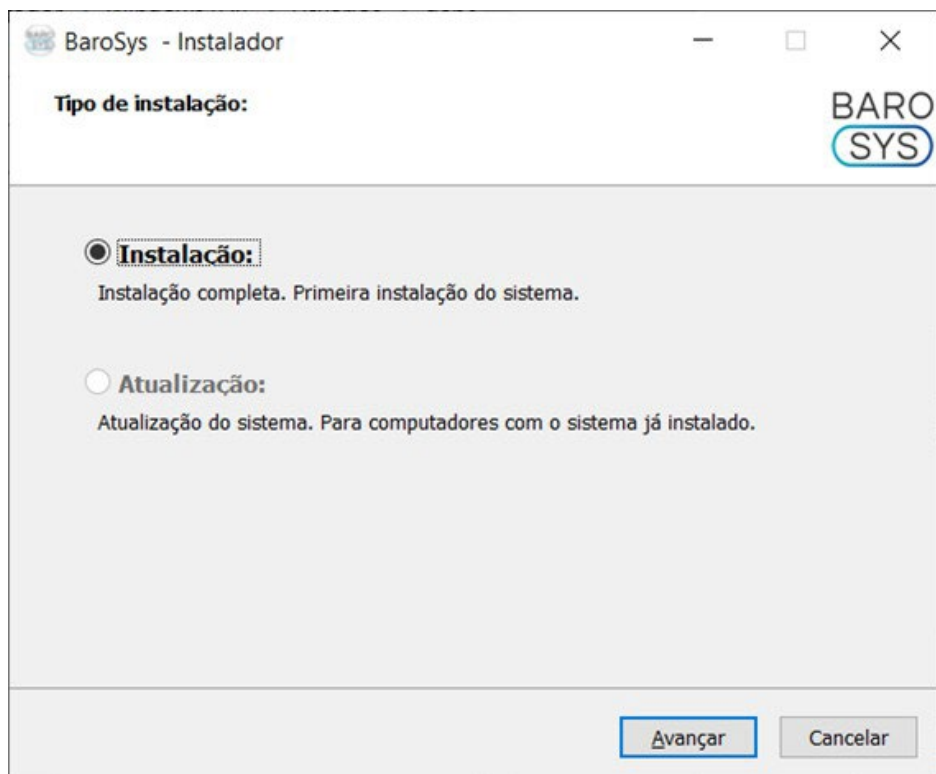 BaroSys - Instalador
Tipo de instalação:
BARO
SYS
Instalação:
Instalação completa. Primeira instalação do sistema.
Atualização:
Atualização do sistema. Para computadores com o sistema já instalado.
Avançar
Cancelar